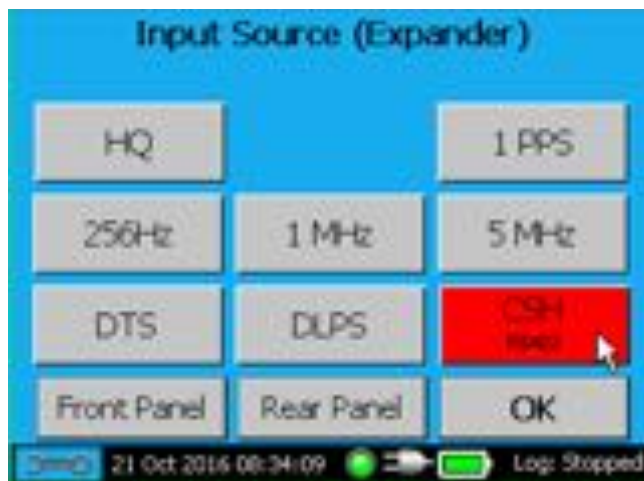 Input Source (Expander)
HQ
1 PPS
256Hz
1 MHz
5 MHz
DTS
DLPS
Front Panel
Rear Panel
OK
21 Oct 2016 08:34:09
Log: Stopped